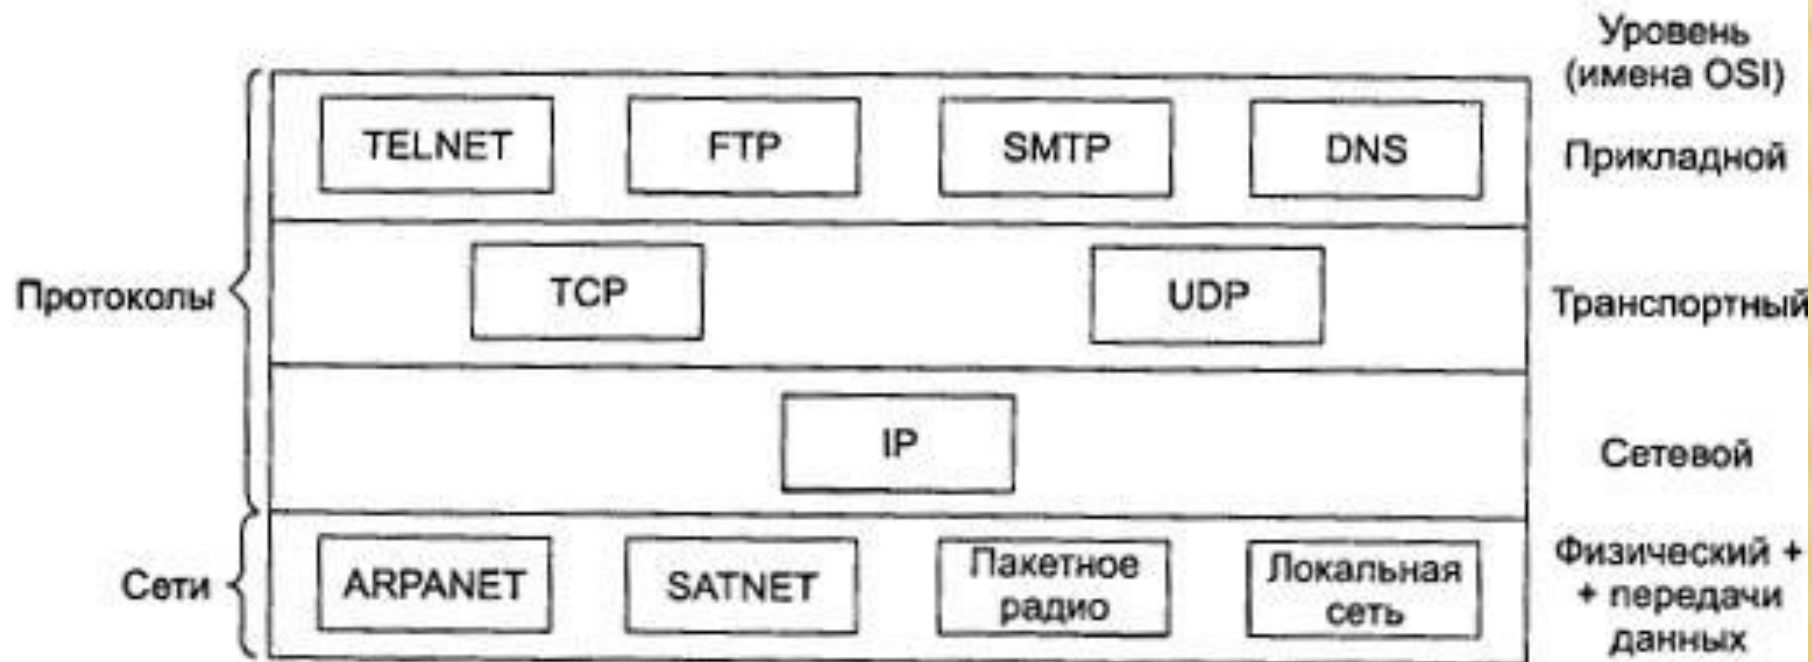 Уровень
(имена OSI)
TELNET FTP SMTP DNS Прикладной
Протоколы TCP UDP Транспортный
IP Сетевой
Сети ARPANET SATNET Пакетное
радио Локальная
сеть Физический +
+ передачи
данных